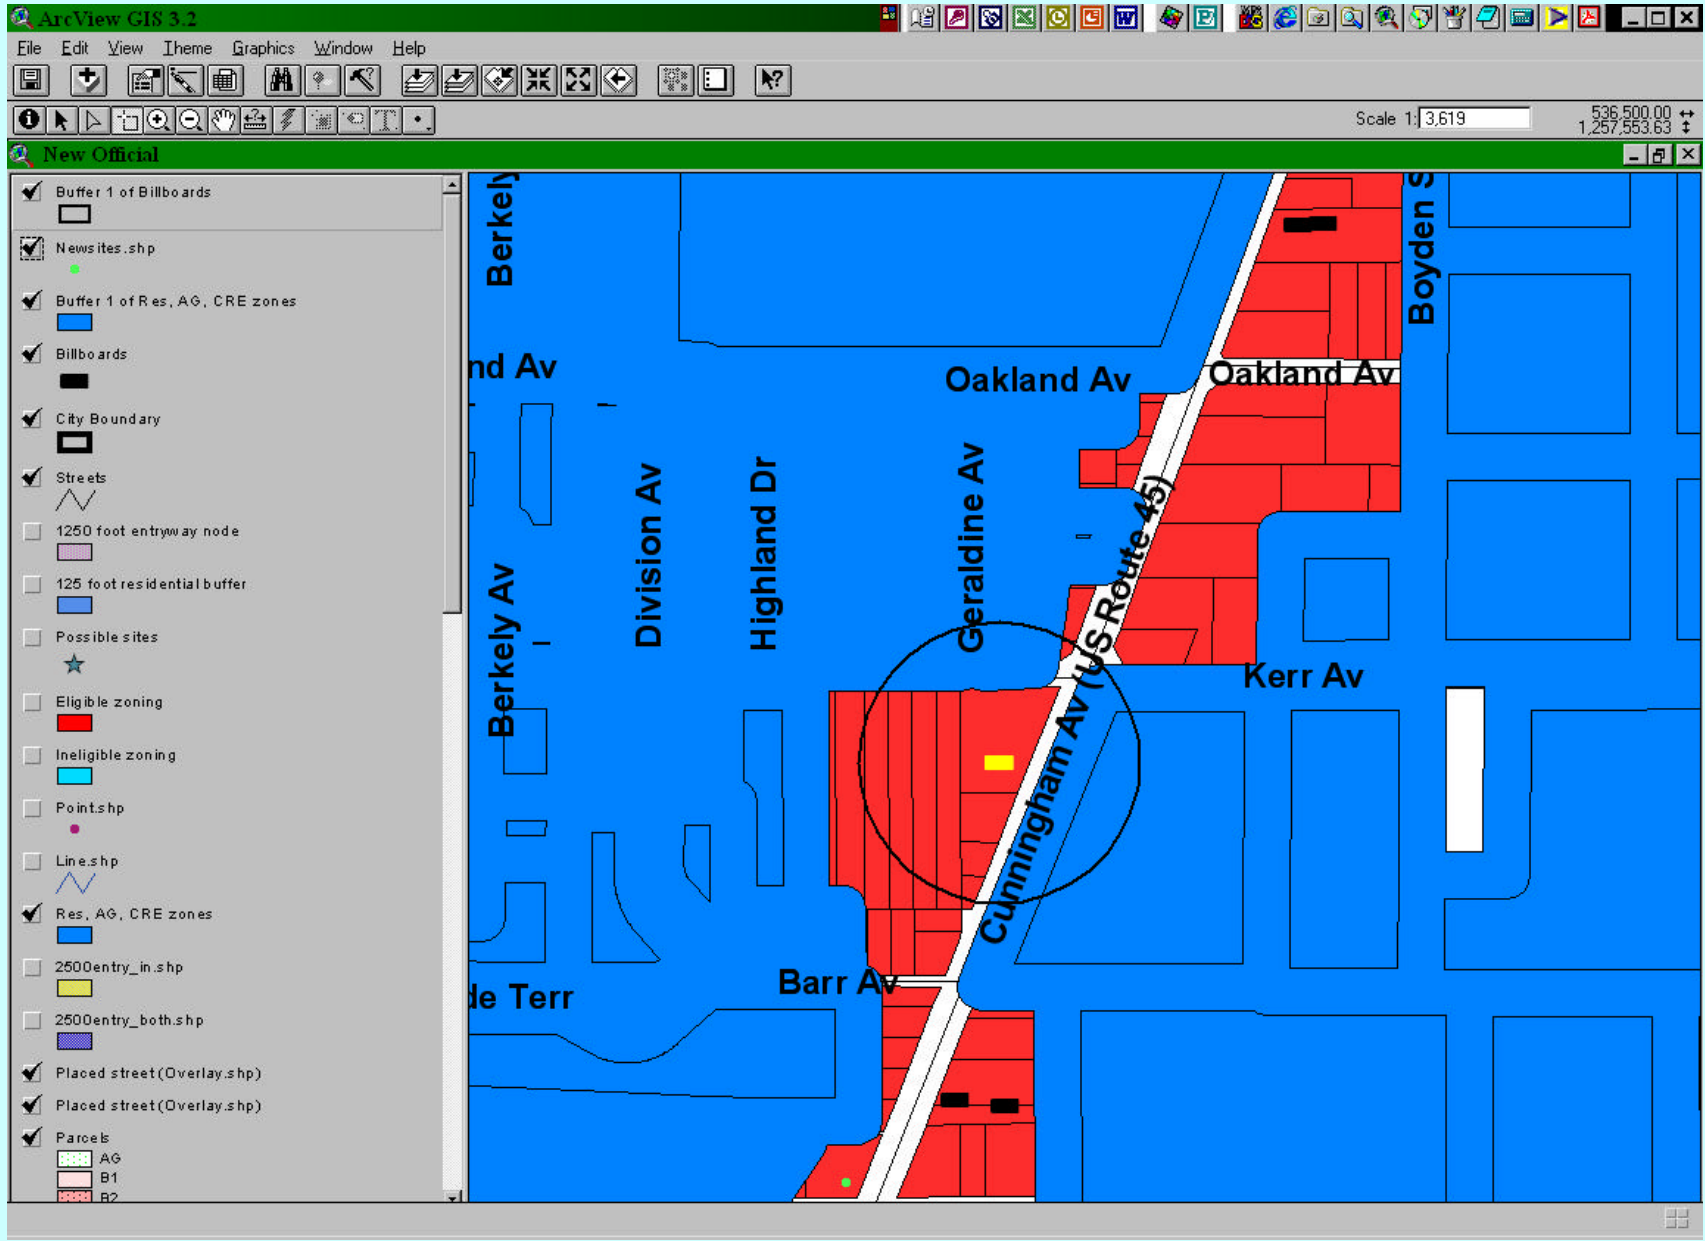 ArcView GIS 3.2
File Edit View Theme Graphics Window Help
Scale 1: 3,619
536,500.00
1,257,553.63
New Official
Buffer 1 of Billboards
Newsites.shp
Buffer 1 of Res, AG, CRE zones
Billboards
City Boundary
Streets
1250 foot entryway node
125 foot residential buffer
Possible sites
Eligible zoning
Ineligible zoning
Point.shp
Line.shp
Res, AG, CRE zones
2500entry_in.shp
2500entry_both.shp
Placed street (Overlay.shp)
Placed street (Overlay.shp)
Parcels
AG
B1
B2
Berkely
Boyden S
nd Av
Oakland Av
Oakland Av
Berkely Av
Division Av
Highland Dr
Geraldine Av
Cunningham Av (US Route 45)
Kerr Av
Barr Av
de Terr